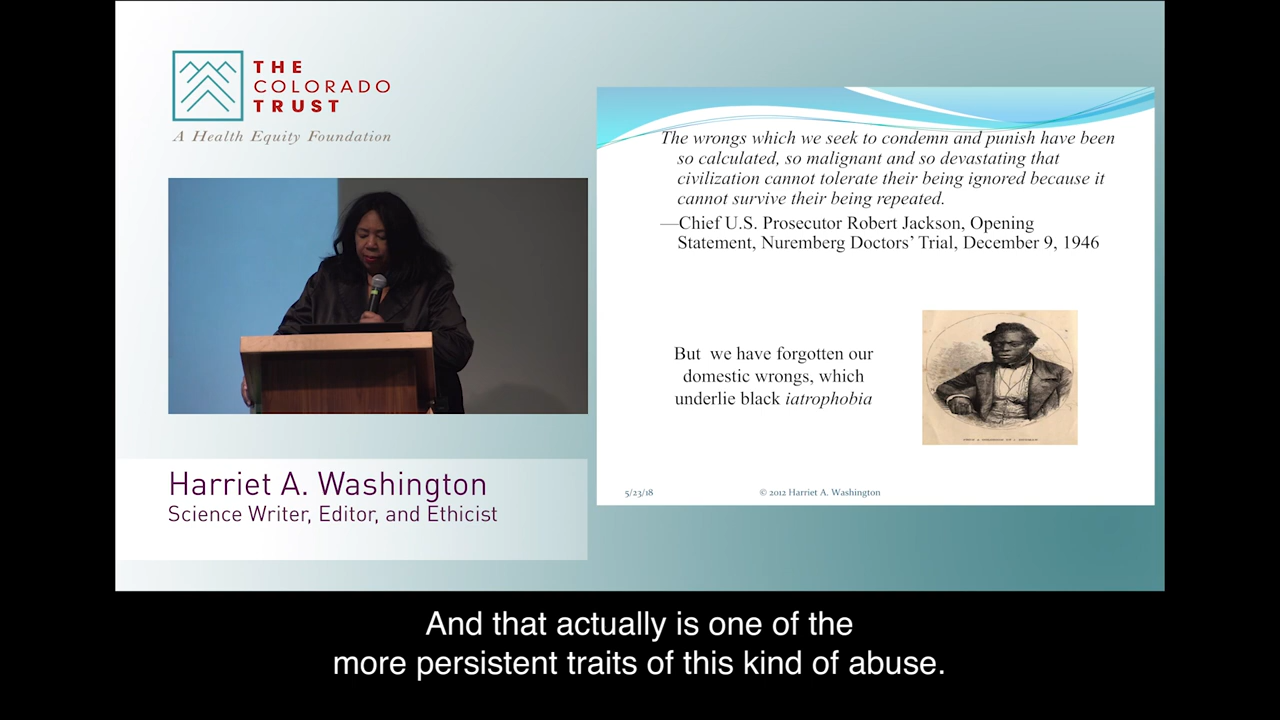 THE
COLORADO
TRUST
A Health Equity Foundation
The wrongs which we seek to condemn and punish have been
so calculated, so malignant and so devastating that
civilization cannot tolerate their being ignored because it
cannot survive their being repeated.
—Chief U.S. Prosecutor Robert Jackson, Opening
Statement, Nuremberg Doctors’ Trial, December 9, 1946
But we have forgotten our
domestic wrongs, which
underlie black iatrophobia
5/23/18
© 2012 Harriet A. Washington
Harriet A. Washington
Science Writer, Editor, and Ethicist
And that actually is one of the
more persistent traits of this kind of abuse.